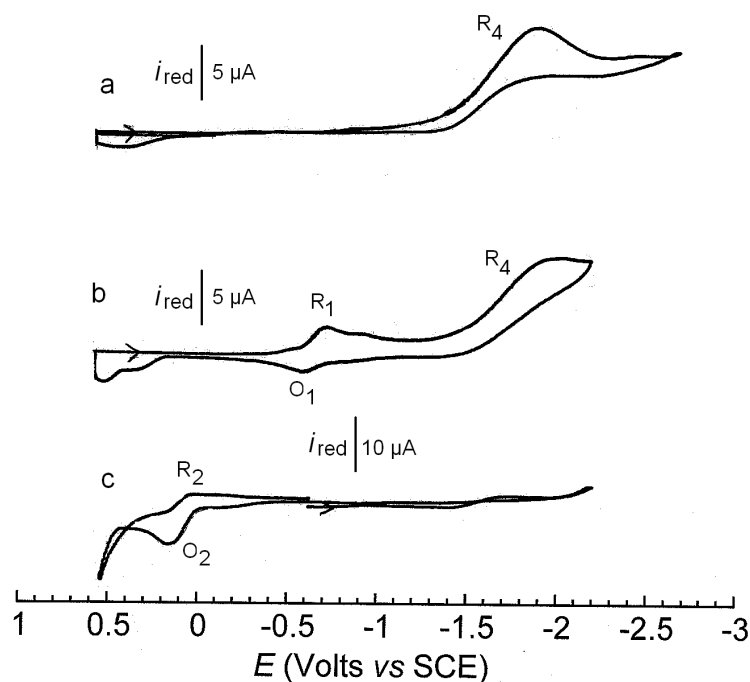 R4
a
ired 5 µA
R4
b
ired 5 µA
R1
O1
ired 10 µA
c
R2
O2
1 0.5 0 -0.5 -1 -1.5 -2 -2.5 -3
E (Volts vs SCE)